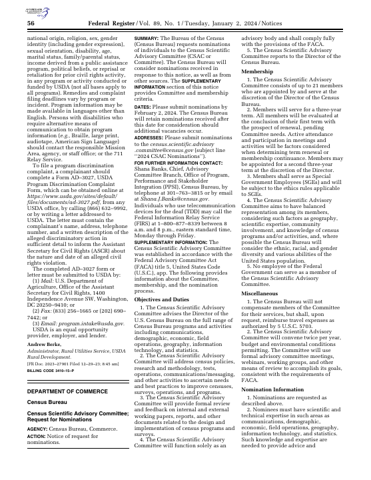 56
Federal Register / Vol. 89, No. 1 / Tuesday, January 2, 2024 / Notices
national origin, religion, sex, gender
identity (including gender expression),
sexual orientation, disability, age,
marital status, family/parental status,
income derived from a public assistance
program, political beliefs, or reprisal or
retaliation for prior civil rights activity,
in any program or activity conducted or
funded by USDA (not all bases apply to
all programs). Remedies and complaint
filing deadlines vary by program or
incident. Program information may be
made available in languages other than
English. Persons with disabilities who
require alternative means of
communication to obtain program
information (e.g., Braille, large print,
audiotape, American Sign Language)
should contact the responsible Mission
Area, agency, or staff office; or the 711
Relay Service.
To file a program discrimination
complaint, a complainant should
complete a Form AD-3027, USDA
Program Discrimination Complaint
Form, which can be obtained online at
https://www.usda.gov/sites/default/
files/documents/ad-3027.pdf, from any
USDA office, by calling (866) 632-9992,
or by writing a letter addressed to
USDA. The letter must contain the
complainant's name, address, telephone
number, and a written description of the
alleged discriminatory action in
sufficient detail to inform the Assistant
Secretary for Civil Rights (ASCR) about
the nature and date of an alleged civil
rights violation.
The completed AD-3027 form or
letter must be submitted to USDA by:
(1) Mail: U.S. Department of
Agriculture, Office of the Assistant
Secretary for Civil Rights, 1400
Independence Avenue SW, Washington,
DC 20250-9410; or
(2) Fax: (833) 256-1665 or (202) 690-
7442; or
(3) Email: program.intake@usda.gov.
USDA is an equal opportunity
provider, employer, and lender.
Andrew Berke,
Administrator, Rural Utilities Service, USDA
Rural Development.
BILLING CODE 3410-15-P
DEPARTMENT OF COMMERCE
Census Bureau
Census Scientific Advisory Committee;
Request for Nominations
AGENCY: Census Bureau, Commerce.
ACTION: Notice of request for
nominations.
SUMMARY: The Bureau of the Census
(Census Bureau) requests nominations
of individuals to the Census Scientific
Advisory Committee (CSAC or
Committee). The Census Bureau will
consider nominations received in
response to this notice, as well as from
other sources. The SUPPLEMENTARY
INFORMATION section of this notice
provides Committee and membership
criteria.
DATES: Please submit nominations by
February 2, 2024. The Census Bureau
will retain nominations received after
this date for consideration should
additional vacancies occur.
ADDRESSES: Please submit nominations
to the census.scientific.advisory
.committee@census.gov (subject line
"2024 CSAC Nominations").
FOR FURTHER INFORMATION CONTACT:
Shana Banks, Chief, Advisory
Committee Branch, Office of Program,
Performance and Stakeholder
Integration (PPSI), Census Bureau, by
telephone at 301-763-3815 or by email
at Shana.J.Banks@census.gov.
Individuals who use telecommunication
devices for the deaf (TDD) may call the
Federal Information Relay Service
(FIRS) at 1-800-877-8339 between 8
a.m. and 8 p.m., eastern standard time,
Monday through Friday.
SUPPLEMENTARY INFORMATION: The
Census Scientific Advisory Committee
was established in accordance with the
Federal Advisory Committee Act
(FACA) title 5, United States Code
(U.S.C.), app. The following provides
information about the Committee,
membership, and the nomination
process.
Objectives and Duties
1. The Census Scientific Advisory
Committee advises the Director of the
U.S. Census Bureau on the full range of
Census Bureau programs and activities
including communications,
demographic, economic, field
operations, geography, information
technology, and statistics.
2. The Census Scientific Advisory
Committee will address census policies,
research and methodology, tests,
operations, communications/messaging,
and other activities to ascertain needs
and best practices to improve censuses,
surveys, operations, and programs.
3. The Census Scientific Advisory
Committee will provide formal review
and feedback on internal and external
working papers, reports, and other
documents related to the design and
implementation of census programs and
surveys.
4. The Census Scientific Advisory
Committee will function solely as an
advisory body and shall comply fully
with the provisions of the FACA.
5. The Census Scientific Advisory
Committee reports to the Director of the
Census Bureau.
Membership
1. The Census Scientific Advisory
Committee consists of up to 21 members
who are appointed by and serve at the
discretion of the Director of the Census
Bureau.
2. Members will serve for a three-year
term. All members will be evaluated at
the conclusion of their first term with
the prospect of renewal, pending
Committee needs. Active attendance
and participation in meetings and
activities will be factors considered
when determining term renewal or
membership continuance. Members may
be appointed for a second three-year
term at the discretion of the Director.
3. Members shall serve as Special
Government Employees (SGEs) and will
be subject to the ethics rules applicable
to SGEs.
4. The Census Scientific Advisory
Committee aims to have balanced
representation among its members,
considering such factors as geography,
scientific expertise, community
involvement, and knowledge of census
programs and/or activities, and, where
possible the Census Bureau will
consider the ethnic, racial, and gender
diversity and various abilities of the
United States population.
5. No employee of the Federal
Government can serve as a member of
the Census Scientific Advisory
Committee.
Miscellaneous
1. The Census Bureau will not
compensate members of the Committee
for their services, but shall, upon
request, reimburse travel expenses as
authorized by 5 U.S.C. 5703.
2. The Census Scientific Advisory
Committee will convene twice per year,
budget and environmental conditions
permitting. The Committee will use
formal advisory committee meetings,
webinars, working groups, and other
means of review to accomplish its goals,
consistent with the requirements of
FACA.
Nomination Information
1. Nominations are requested as
described above.
2. Nominees must have scientific and
technical expertise in such areas as
communications, demographic,
economic, field operations, geography,
information technology, and statistics.
Such knowledge and expertise are
needed to provide advice and